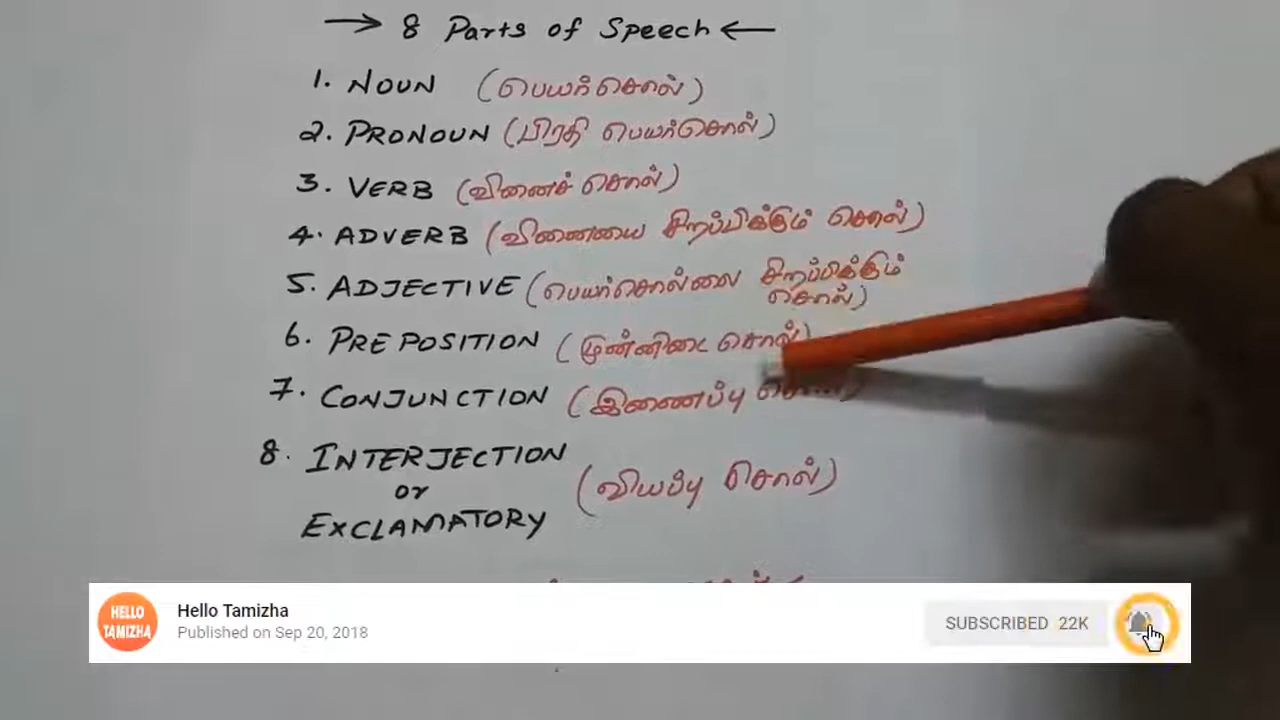 → 8 Parts of Speech ←
1. NOUN (பெயர்சொல்)
2. PRONOUN (பிரதி பெயர்சொல்)
3. VERB (வினைச் சொல்)
4. ADVERB (வினையை சிறப்பிக்கும் சொல்)
5. ADJECTIVE (பெயர்சொல்லை சிறப்பிக்கும்
சொல்)
6. PREPOSITION (முன்னிடை சொல்)
7. CONJUNCTION (இணைப்பு
8. INTERJECTION
or
EXCLAMATORY
(வியப்பு சொல்)
HELLO
TAMIZHA
Hello Tamizha
Published on Sep 20, 2018
SUBSCRIBED 22K